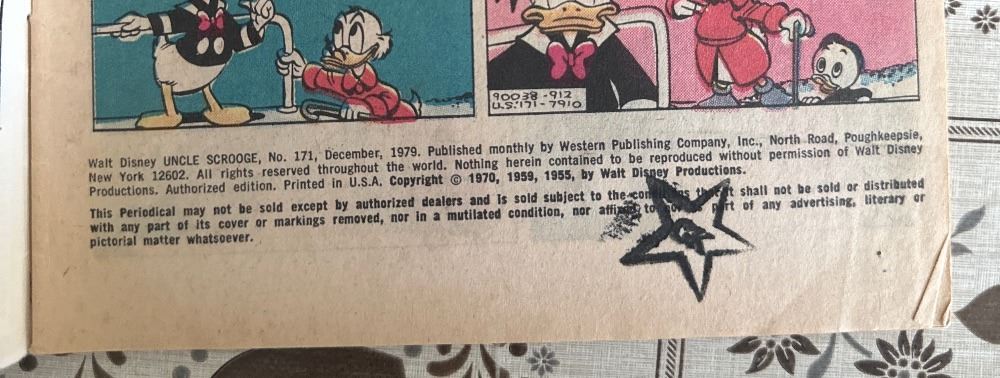 90038-912
U.S. 171-7910
Walt Disney UNCLE SCROOGE, No. 171, December, 1979. Published monthly by Western Publishing Company, Inc., North Road, Poughkeepsie,
New York 12602. All rights reserved throughout the world. Nothing herein contained to be reproduced without permission of Walt Disney
Productions. Authorized edition. Printed in U.S.A. Copyright © 1970, 1959, 1955, by Walt Disney Productions.
This Periodical may not be sold except by authorized dealers and is sold subject to the shall not be sold or distributed
with any part of its cover or markings removed, nor in a mutilated condition, nor to of any advertising, literary or
pictorial matter whatsoever.